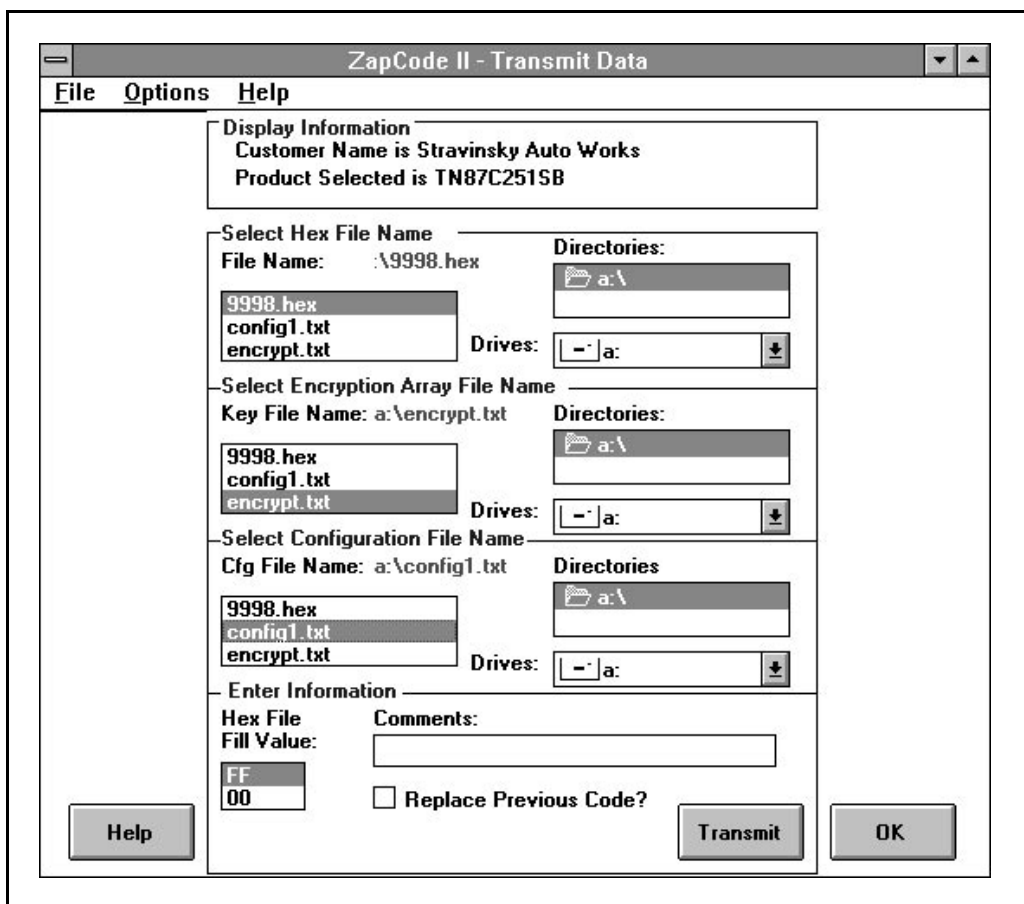 ZapCode II - Transmit Data
File Options Help
Display Information
Customer Name is Stravinsky Auto Works
Product Selected is TN87C251SB
Select Hex File Name
File Name: :\9998.hex
Directories:
a:\
9998.hex
config1.txt
encrypt.txt
Drives: a:
Select Encryption Array File Name
Key File Name: a:\encrypt.txt
Directories:
a:\
9998.hex
config1.txt
encrypt.txt
Drives: a:
Select Configuration File Name
Cfg File Name: a:\config1.txt
Directories
a:\
9998.hex
config1.txt
encrypt.txt
Drives: a:
Enter Information
Hex File
Fill Value:
FF
00
Comments:
Replace Previous Code?
Help
Transmit
OK